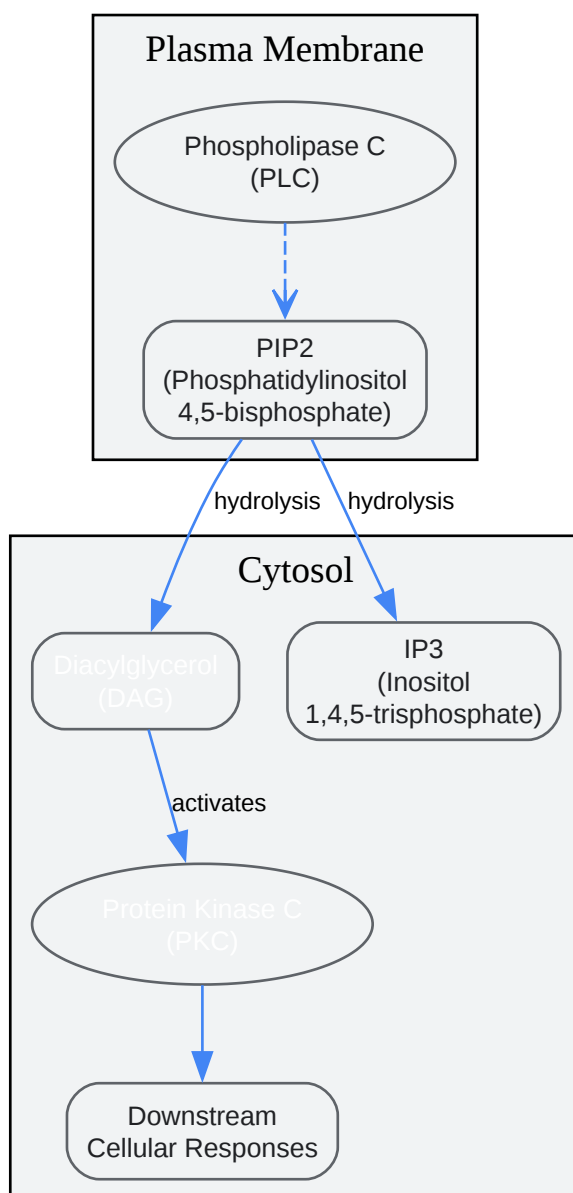 Plasma Membrane
Phospholipase C
(PLC)
PIP2
(Phosphatidylinositol
4,5-bisphosphate)
hydrolysis
hydrolysis
Cytosol
Diacylglycerol
(DAG)
IP3
(Inositol
1,4,5-trisphosphate)
activates
Protein Kinase C
(PKC)
Downstream
Cellular Responses